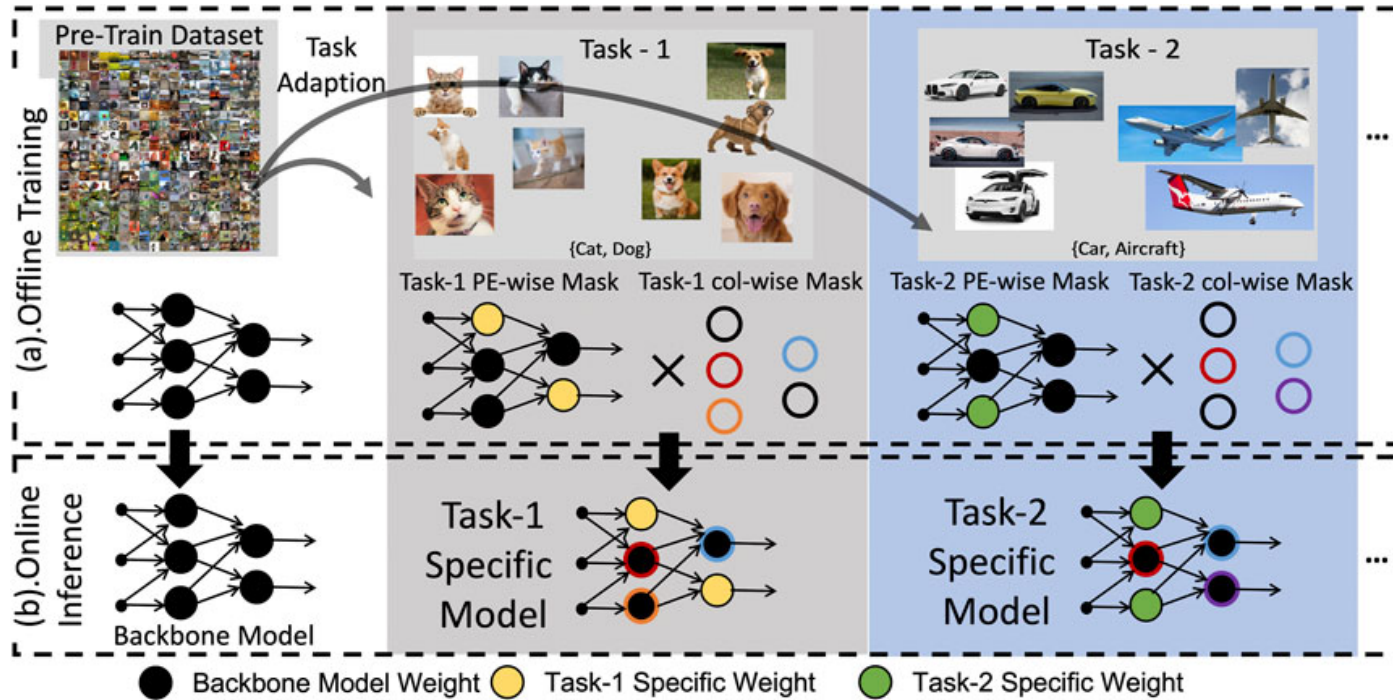 (a).Offline Training
Pre-Train Dataset
Task
Adaption
Task - 1
{Cat, Dog}
Task - 2
{Car, Aircraft}
...
Task-1 PE-wise Mask
Task-1 col-wise Mask
Task-2 PE-wise Mask
Task-2 col-wise Mask
(b).Online
Inference
Backbone Model
Task-1
Specific
Model
Task-2
Specific
Model
...
Backbone Model Weight
Task-1 Specific Weight
Task-2 Specific Weight